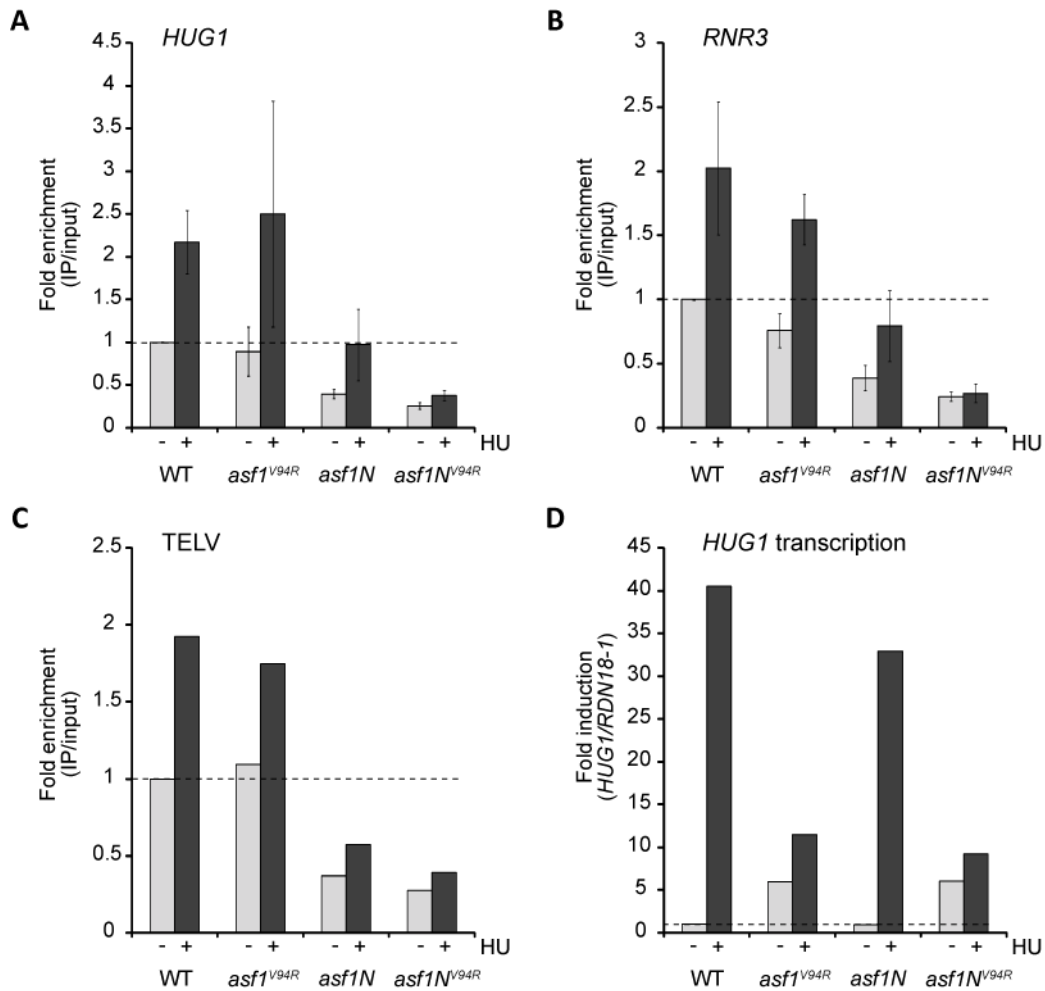 A
HUG1
4.5
4
3.5
3
2.5
2
1.5
1
0.5
0
Fold enrichment
(IP/input)
- + - + - + - + HU
WT asf1V94R asf1N asf1NV94R
B
RNR3
3
2.5
2
1.5
1
0.5
0
Fold enrichment
(IP/input)
- + - + - + - + HU
WT asf1V94R asf1N asf1NV94R
C
TELV
2.5
2
1.5
1
0.5
0
Fold enrichment
(IP/input)
- + - + - + - + HU
WT asf1V94R asf1N asf1NV94R
D
HUG1 transcription
45
40
35
30
25
20
15
10
5
0
Fold induction
(HUG1/RDN18-1)
- + - + - + - + HU
WT asf1V94R asf1N asf1NV94R